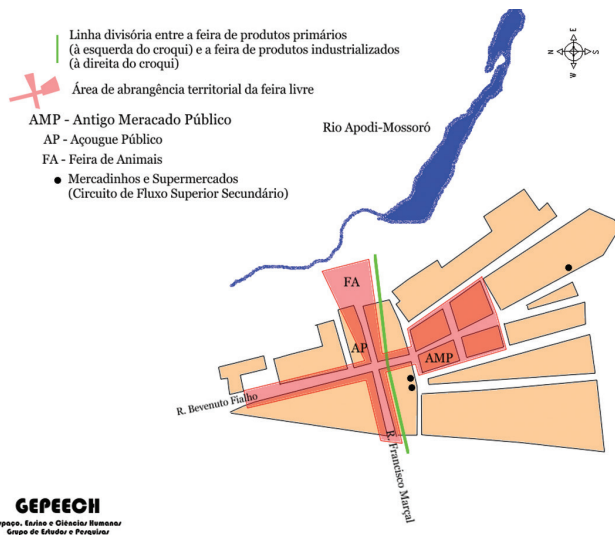 Linha divisória entre a feira de produtos primários
(à esquerda do croqui) e a feira de produtos industrializados
(à direita do croqui)
Área de abrangência territorial da feira livre
AMP - Antigo Meracado Público
AP - Açougue Público
FA - Feira de Animais
Mercadinhos e Supermercados
(Circuito de Fluxo Superior Secundário)
Rio Apodi-Mossoró
N
E
S
W
FA
AP
AMP
R. Bevenuto Fialho
R. Francisco Marçal
GEPEECH
paço, Ensino e Ciências Humanas
Grupo de Estudos e Pesquisas